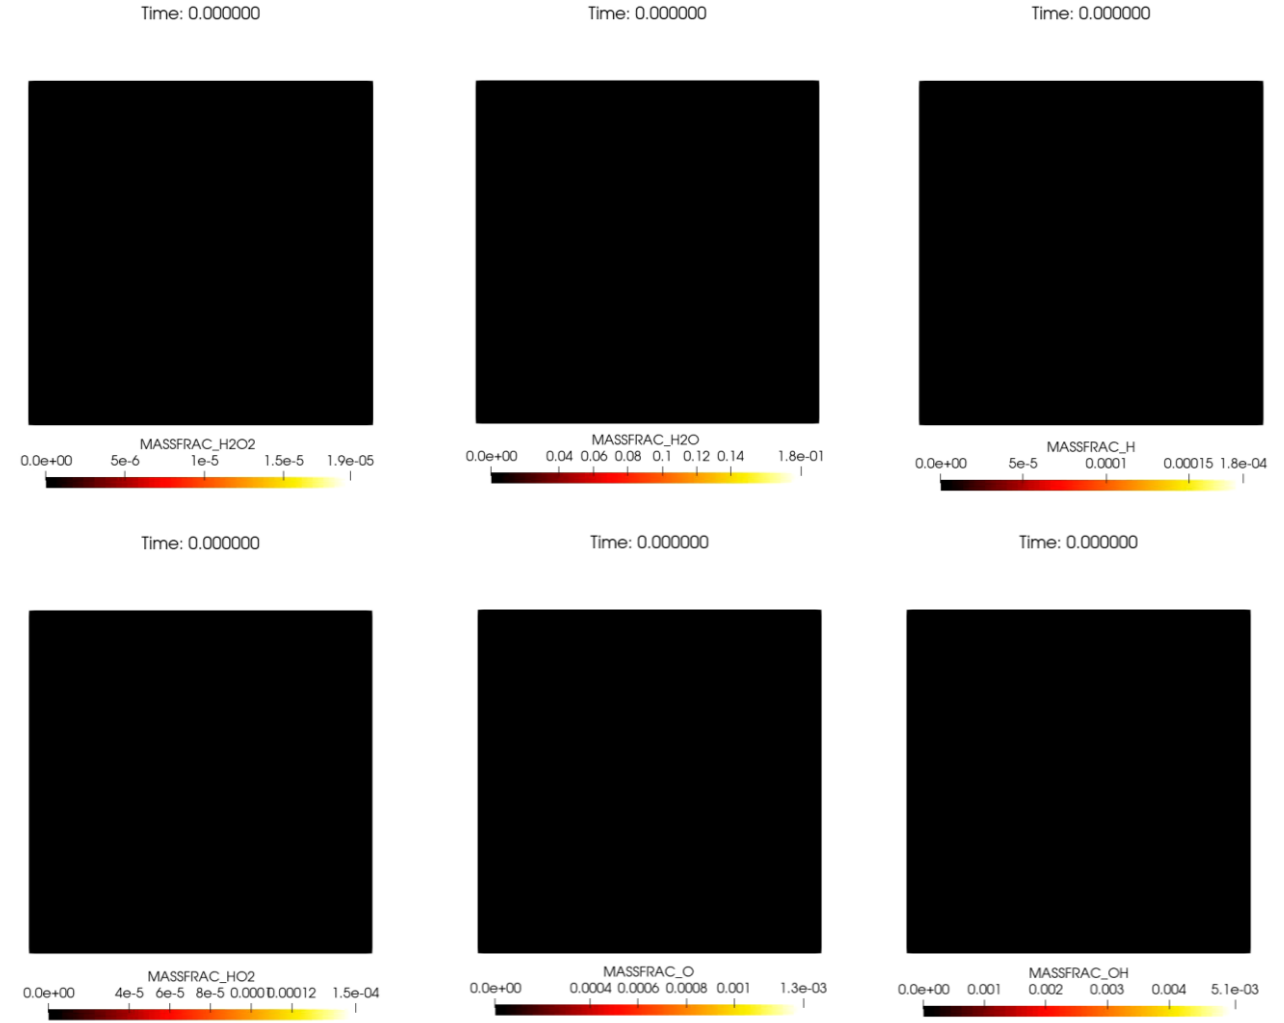 Time: 0.000000
Time: 0.000000
Time: 0.000000
MASSFRAC_H2O2
0.0e+00 5e-6 1e-5 1.5e-5 1.9e-05
MASSFRAC_H2O
0.0e+00 0.04 0.06 0.08 0.1 0.12 0.14 1.8e-01
MASSFRAC_H
0.0e+00 5e-5 0.0001 0.00015 1.8e-04
Time: 0.000000
Time: 0.000000
Time: 0.000000
MASSFRAC_HO2
0.0e+00 4e-5 6e-5 8e-5 0.0001 0.00012 1.5e-04
MASSFRAC_O
0.0e+00 0.0004 0.0006 0.0008 0.001 1.3e-03
MASSFRAC_OH
0.0e+00 0.001 0.002 0.003 0.004 5.1e-03